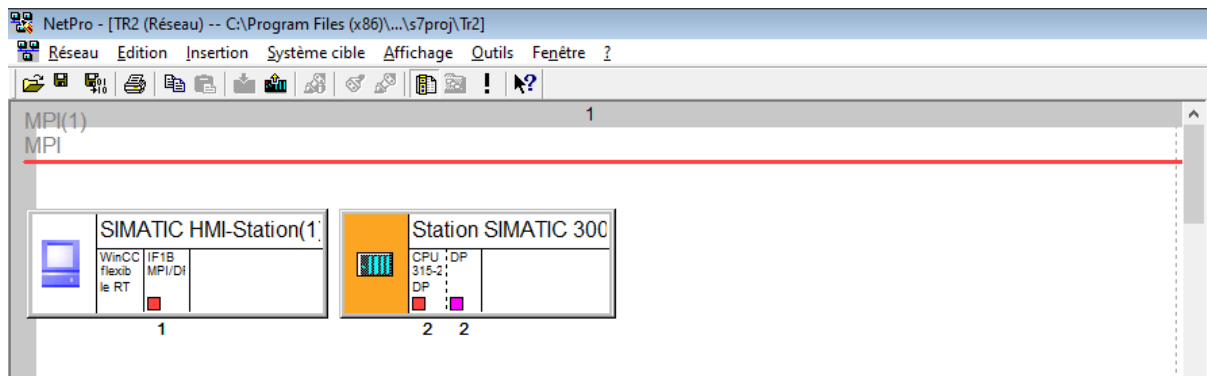 NetPro - [TR2 (Réseau) -- C:\Program Files (x86)\...\s7proj\Tr2]
Réseau Edition Insertion Système cible Affichage Outils Fenêtre ?
1
MPI(1)
MPI
SIMATIC HMI-Station(1)
WinCC
flexib
le RT
IF1B
MPI/DP
1
Station SIMATIC 300
CPU
315-2
DP
DP
2 2